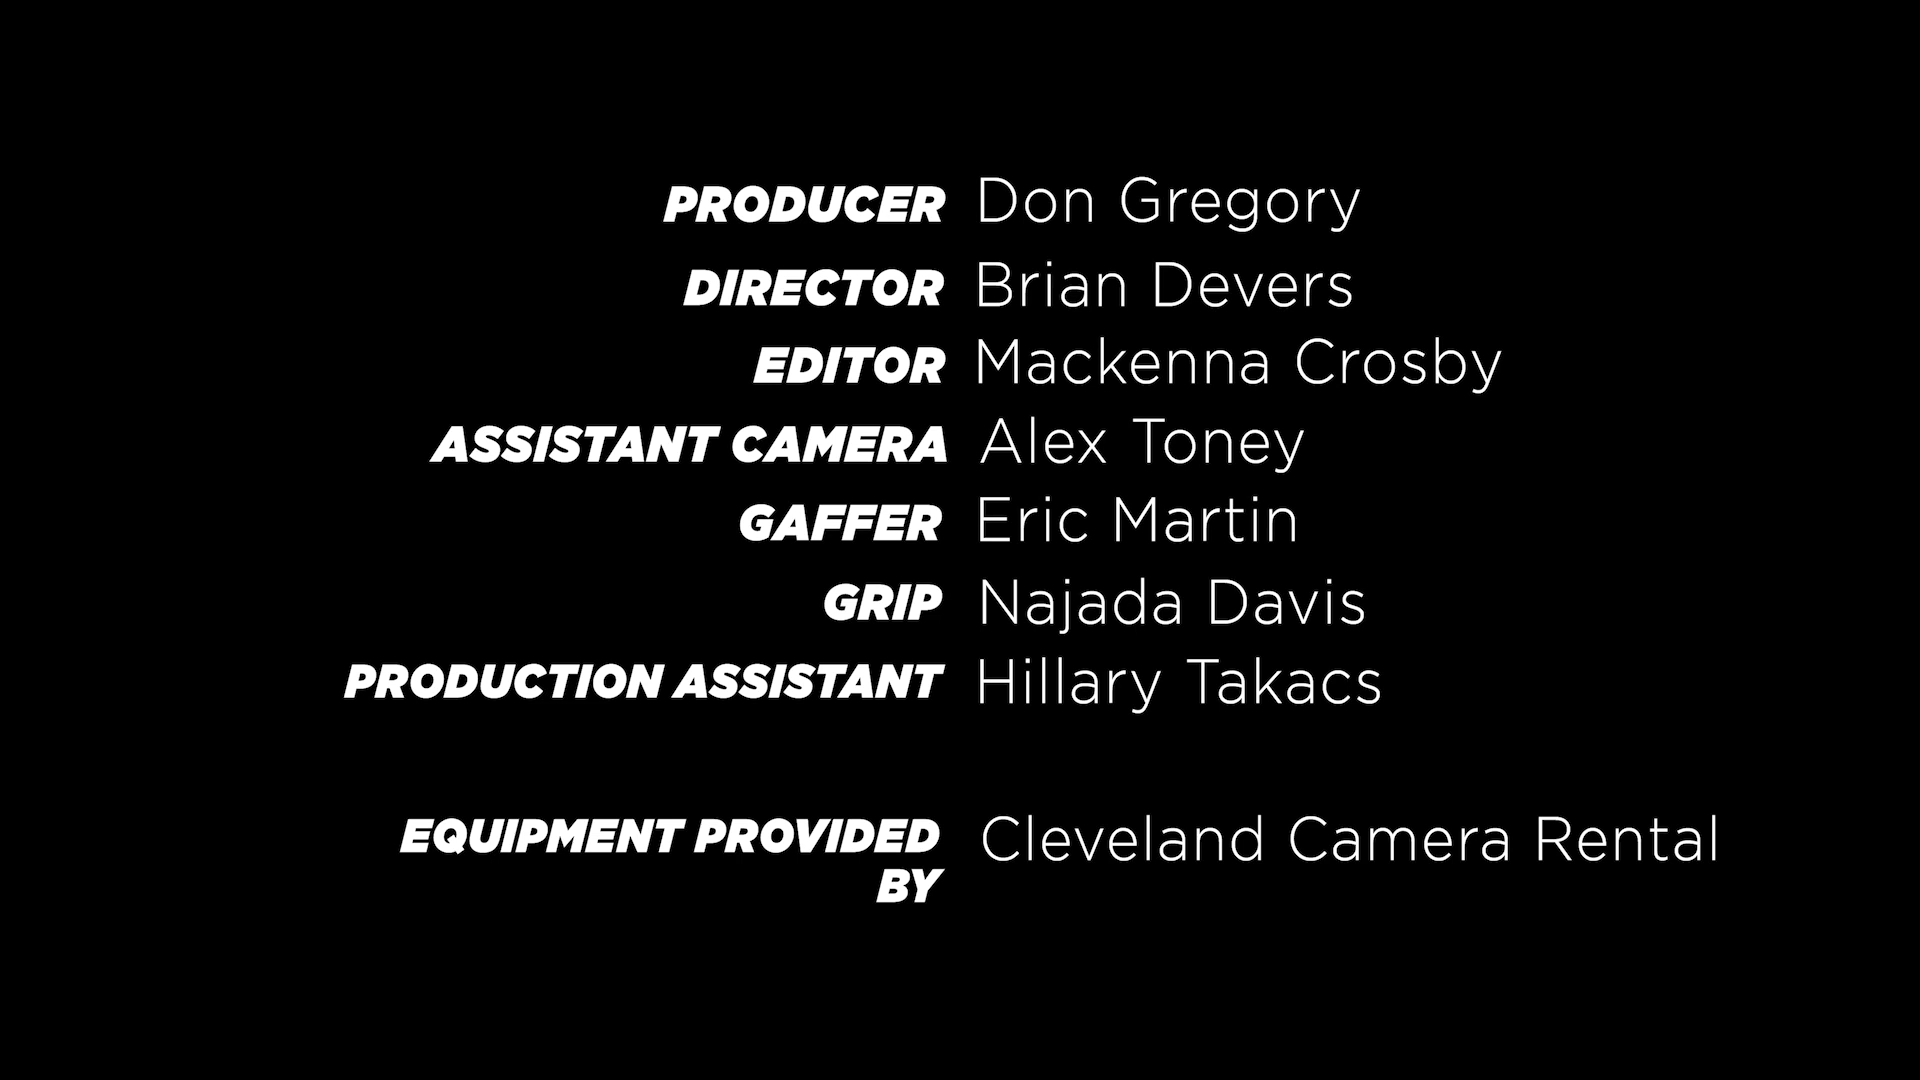 PRODUCER Don Gregory
DIRECTOR Brian Devers
EDITOR Mackenna Crosby
ASSISTANT CAMERA Alex Toney
GAFFER Eric Martin
GRIP Najada Davis
PRODUCTION ASSISTANT Hillary Takacs
EQUIPMENT PROVIDED Cleveland Camera Rental
BY